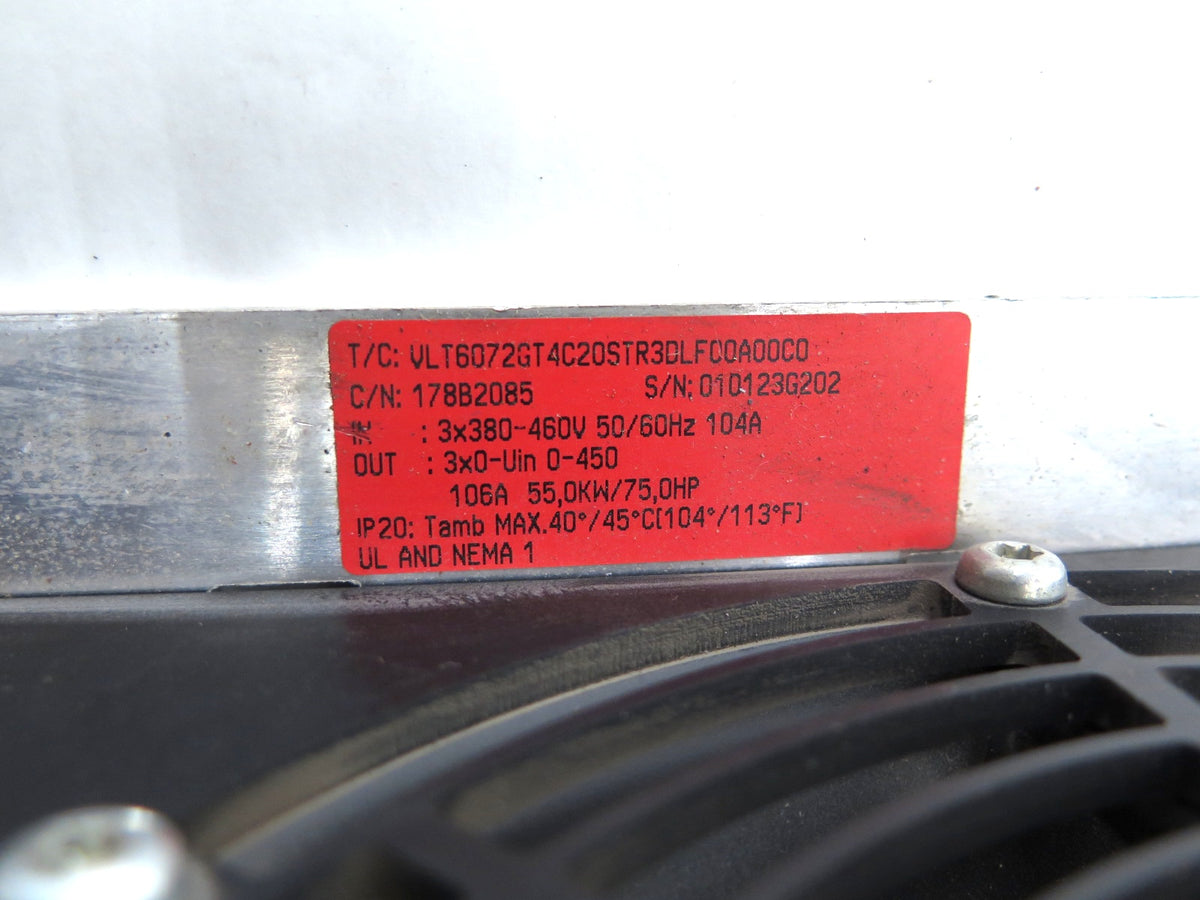 T/C: VLT6072GT4C20STR3DLF00A00C0
C/N: 178B2085 S/N: 010123G202
IN : 3x380-460V 50/60Hz 104A
OUT : 3x0-Uin 0-450
106A 55,0KW/75,0HP
IP20: Tamb MAX.40°/45°C(104°/113°F)
UL AND NEMA 1